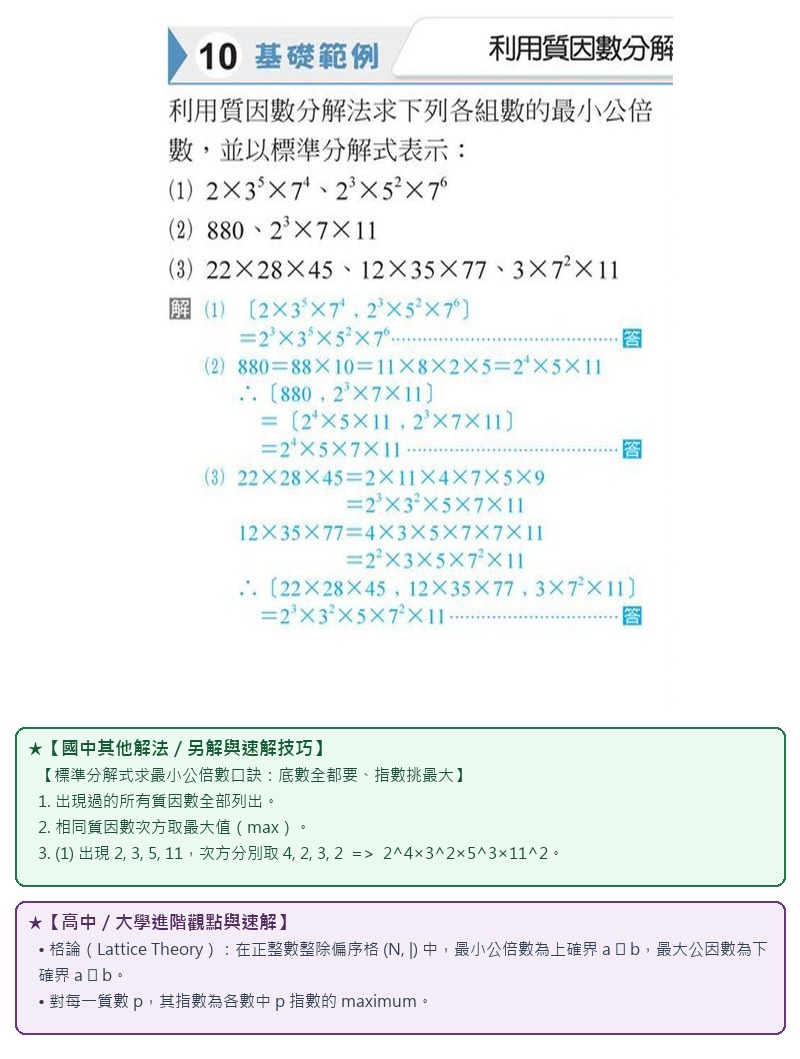 10 基礎範例 利用質因數分解
利用質因數分解法求下列各組數的最小公倍
數，並以標準分解式表示：
⑴ 2×3⁵×7⁴、2³×5²×7⁶
⑵ 880、2³×7×11
⑶ 22×28×45、12×35×77、3×7²×11
解 ⑴ 〔2×3⁵×7⁴，2³×5²×7⁶〕
=2³×3⁵×5²×7⁶…………………………………答
⑵ 880=88×10=11×8×2×5=2⁴×5×11
∴〔880，2³×7×11〕
=〔2⁴×5×11，2³×7×11〕
=2⁴×5×7×11………………………………答
⑶ 22×28×45=2×11×4×7×5×9
=2³×3²×5×7×11
12×35×77=4×3×5×7×7×11
=2²×3×5×7²×11
∴〔22×28×45，12×35×77，3×7²×11〕
=2³×3²×5×7²×11…………………………答
★【國中其他解法 / 另解與速解技巧】
【標準分解式求最小公倍數口訣：底數全都要、指數挑最大】
1. 出現過的所有質因數全部列出。
2. 相同質因數次方取最大值（max）。
3. (1) 出現 2, 3, 5, 11，次方分別取 4, 2, 3, 2 => 2^4×3^2×5^3×11^2。
★【高中 / 大學進階觀點與速解】
• 格論（Lattice Theory）：在正整數整除偏序格 (N, |) 中，最小公倍數為上確界 a □ b，最大公因數為下
確界 a □ b。
• 對每一質數 p，其指數為各數中 p 指數的 maximum。